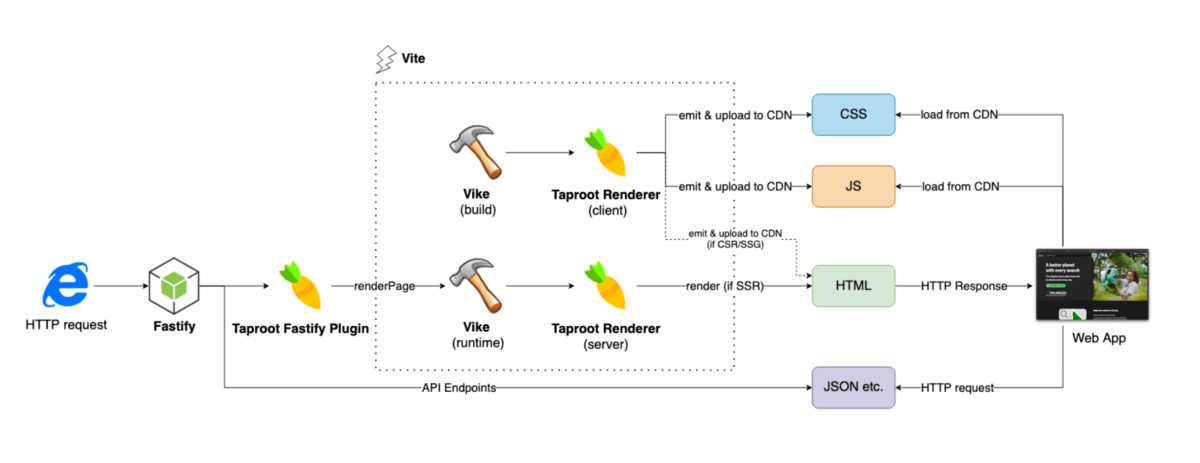 Vite
emit & upload to CDN
CSS
load from CDN
Vike
(build)
Taproot Renderer
(client)
emit & upload to CDN
JS
load from CDN
emit & upload to CDN
(if CSR/SSG)
HTTP request
Fastify
Taproot Fastify Plugin
renderPage
Vike
(runtime)
Taproot Renderer
(server)
render (if SSR)
HTML
HTTP Response
A better planet
with every search
Web App
API Endpoints
JSON etc.
HTTP request